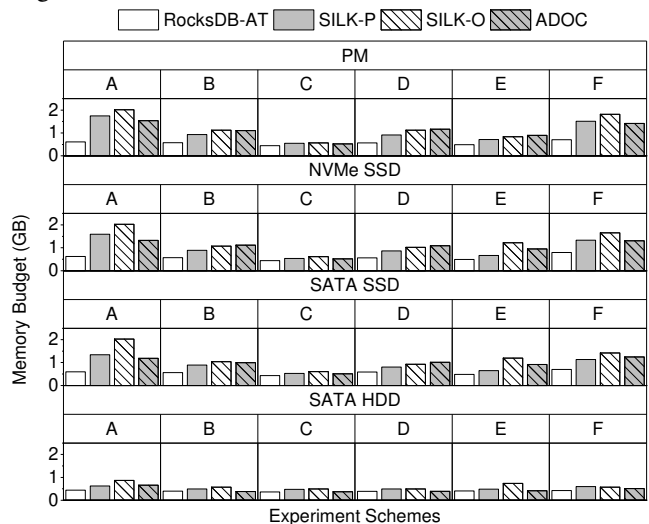 RocksDB-AT SILK-P SILK-O ADOC
PM
A B C D E F
2
1
0
NVMe SSD
A B C D E F
2
1
0
SATA SSD
A B C D E F
2
1
0
SATA HDD
A B C D E F
2
1
0
Memory Budget (GB)
Experiment Schemes